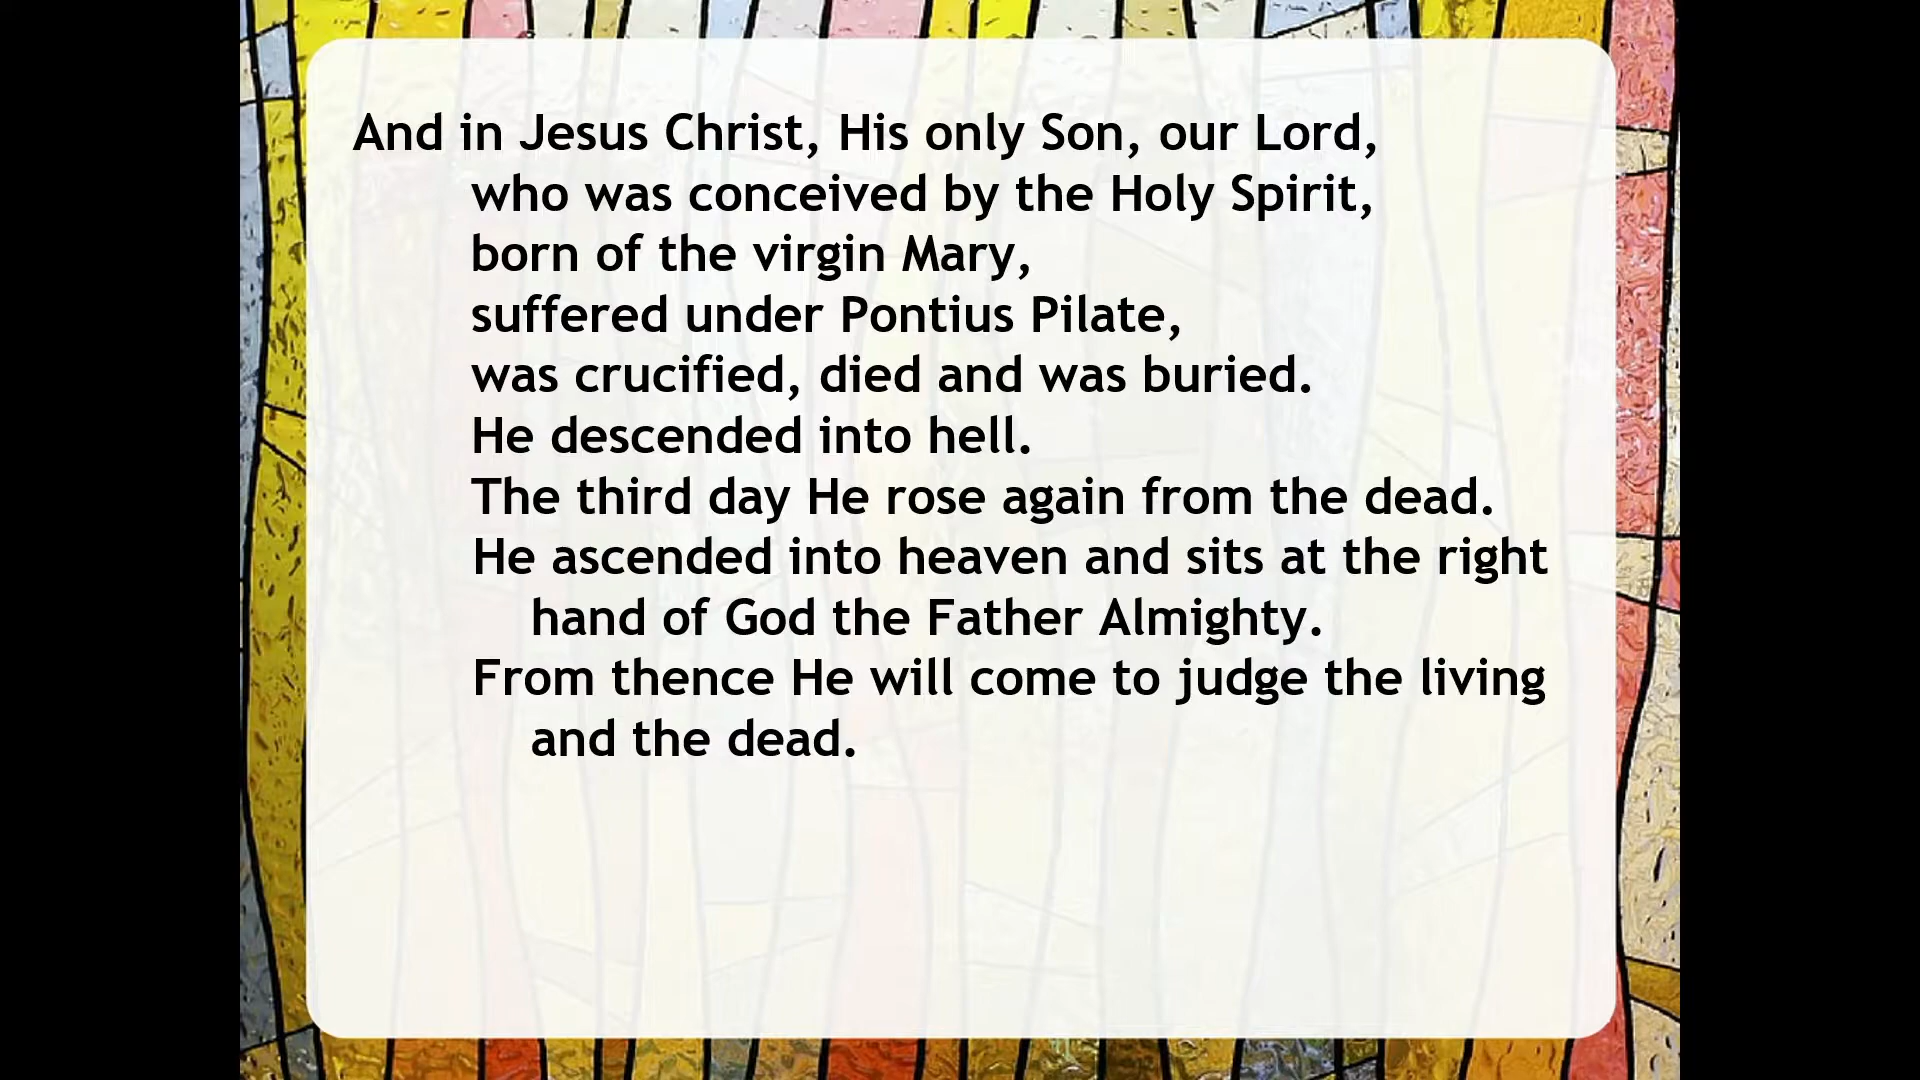 And in Jesus Christ, His only Son, our Lord,
who was conceived by the Holy Spirit,
born of the virgin Mary,
suffered under Pontius Pilate,
was crucified, died and was buried.
He descended into hell.
The third day He rose again from the dead.
He ascended into heaven and sits at the right
hand of God the Father Almighty.
From thence He will come to judge the living
and the dead.